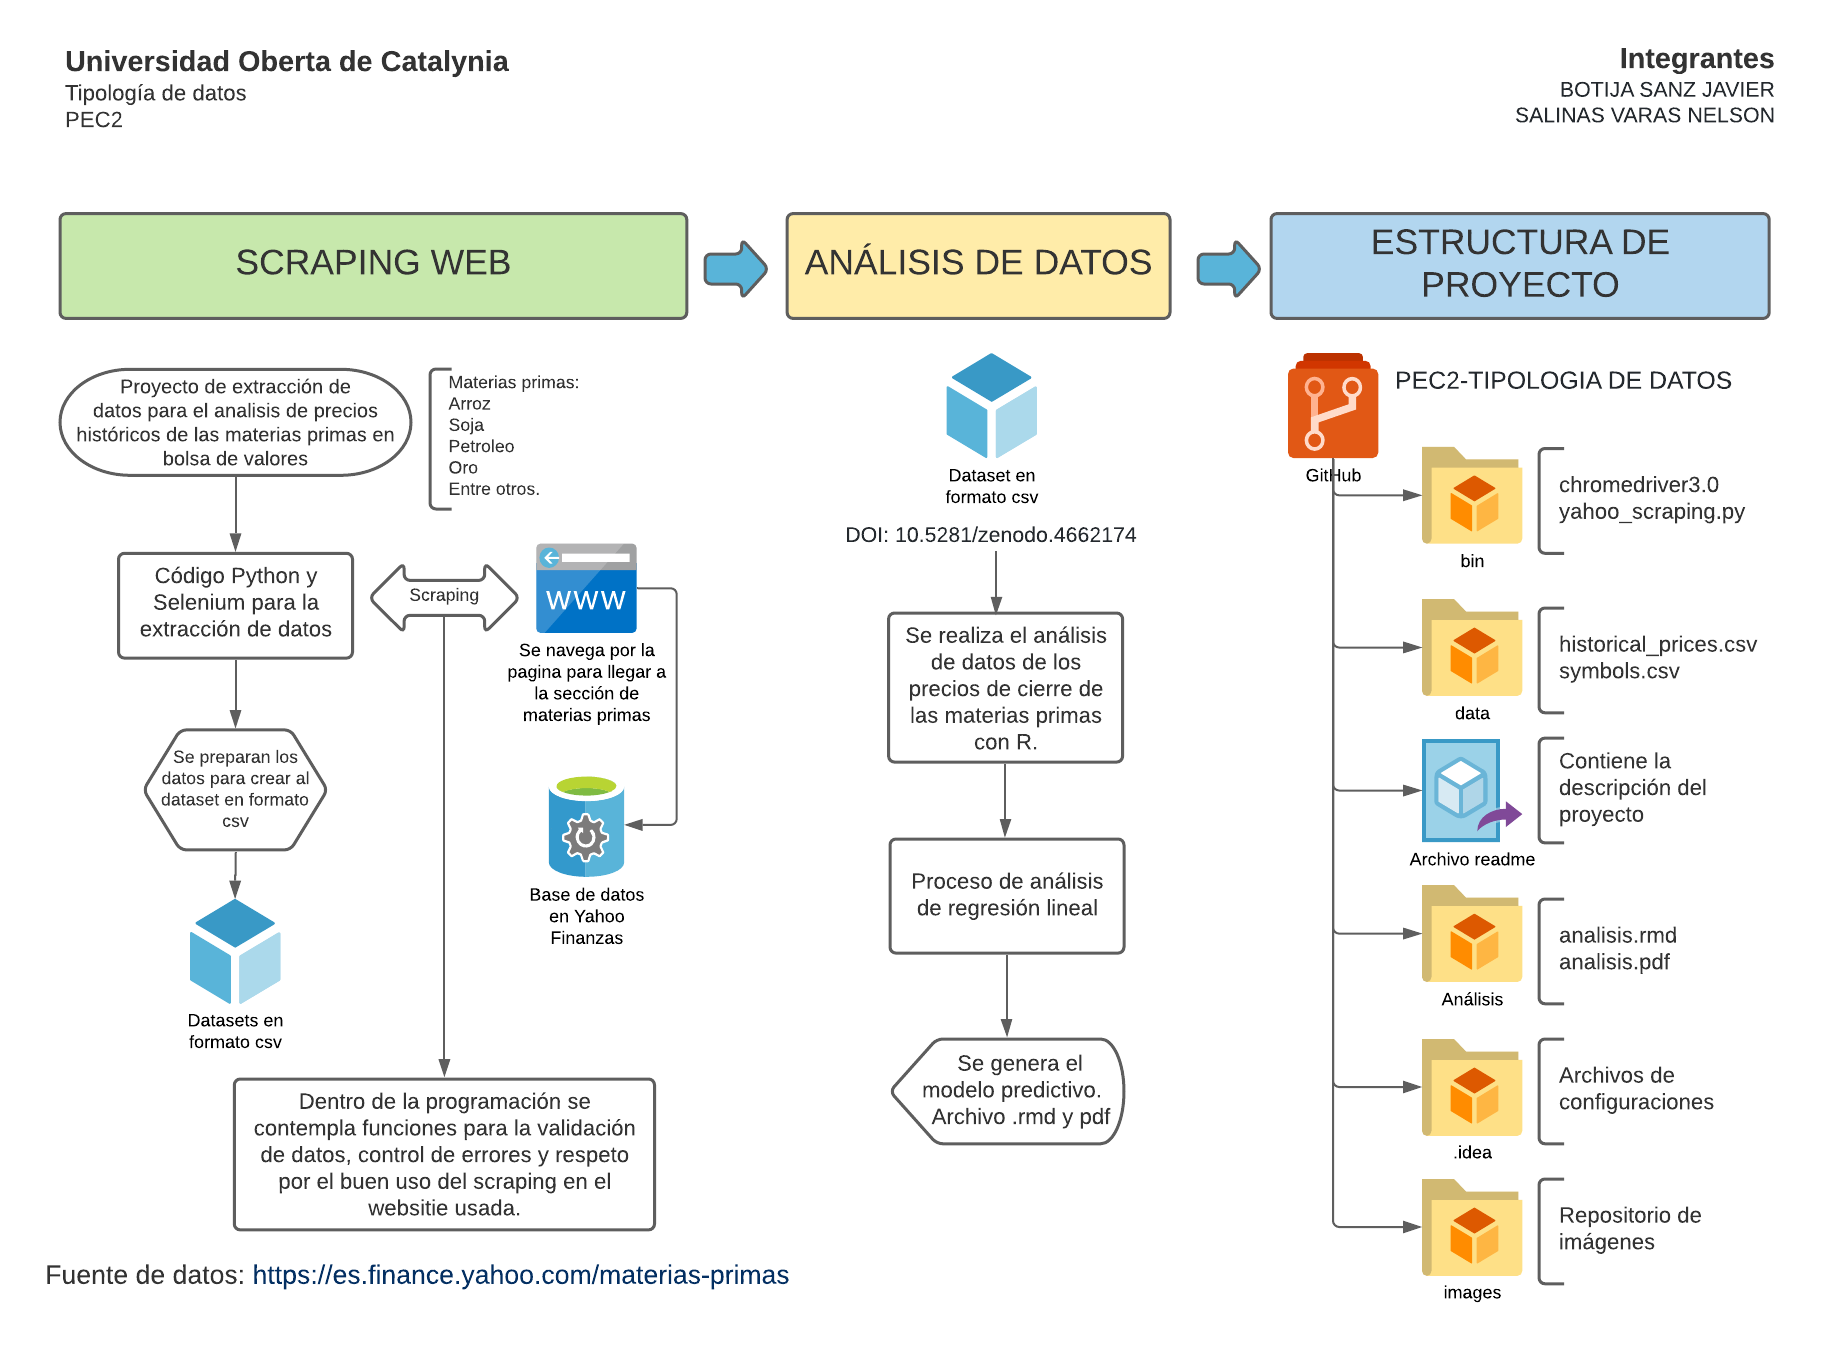 Universidad Oberta de Catalynia
Tipología de datos
PEC2
Integrantes
BOTIJA SANZ JAVIER
SALINAS VARAS NELSON
SCRAPING WEB
ANÁLISIS DE DATOS
ESTRUCTURA DE
PROYECTO
Proyecto de extracción de
datos para el analisis de precios
históricos de las materias primas en
bolsa de valores
Materias primas:
Arroz
Soja
Petroleo
Oro
Entre otros.
Código Python y
Selenium para la
extracción de datos
Scraping
WWW
Se navega por la
pagina para llegar a
la sección de
materias primas
Se preparan los
datos para crear al
dataset en formato
csv
Base de datos
en Yahoo
Finanzas
Datasets en
formato csv
Dentro de la programación se
contempla funciones para la validación
de datos, control de errores y respeto
por el buen uso del scraping en el
websitie usada.
Fuente de datos: https://es.finance.yahoo.com/materias-primas
Dataset en
formato csv
DOI: 10.5281/zenodo.4662174
Se realiza el análisis
de datos de los
precios de cierre de
las materias primas
con R.
Proceso de análisis
de regresión lineal
Se genera el
modelo predictivo.
Archivo .rmd y pdf
GitHub
PEC2-TIPOLOGIA DE DATOS
bin
chromedriver3.0
yahoo_scraping.py
data
historical_prices.csv
symbols.csv
Archivo readme
Contiene la
descripción del
proyecto
Análisis
analisis.rmd
analisis.pdf
.idea
Archivos de
configuraciones
images
Repositorio de
imágenes